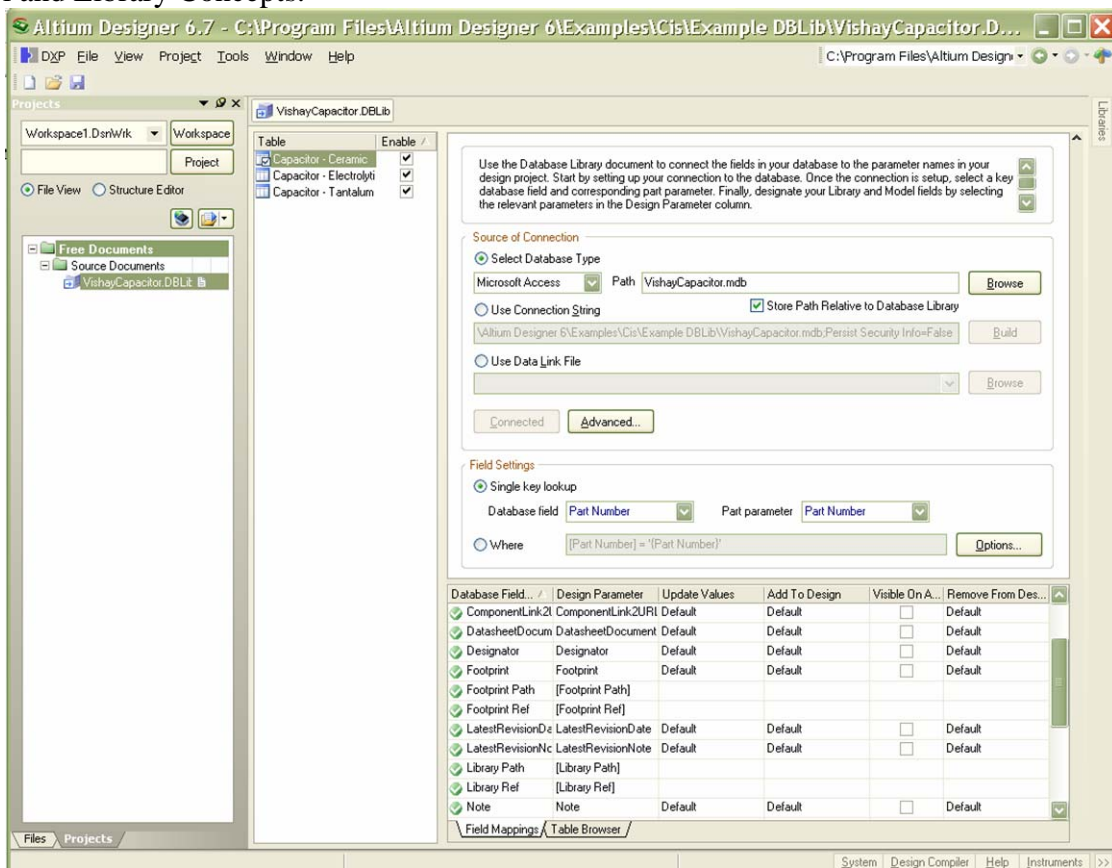 and Library Concepts.
Altium Designer 6.7 - C:\Program Files\Altium Designer 6\Examples\Cis\Example DBLib\VishayCapacitor.D...
DXP File View Project Tools Window Help
C:\Program Files\Altium Design
Projects
Libraries
Workspace1.DsnWrk Workspace
Project
File View Structure Editor
Free Documents
Source Documents
VishayCapacitor.DBLit
VishayCapacitor.DBLib
Table Enable
Capacitor - Ceramic
Capacitor - Electrolyti
Capacitor - Tantalum
Use the Database Library document to connect the fields in your database to the parameter names in your
design project. Start by setting up your connection to the database. Once the connection is setup, select a key
database field and corresponding part parameter. Finally, designate your Library and Model fields by selecting
the relevant parameters in the Design Parameter column.
Source of Connection
Select Database Type
Microsoft Access Path VishayCapacitor.mdb Browse
Use Connection String Store Path Relative to Database Library
\Altium Designer 6\Examples\Cis\Example DBLib\VishayCapacitor.mdb;Persist Security Info=False Build
Use Data Link File
Browse
Connected Advanced...
Field Settings
Single key lookup
Database field Part Number Part parameter Part Number
Where [Part Number] = '{Part Number}' Options...
Database Field... Design Parameter Update Values Add To Design Visible On A... Remove From Des...
ComponentLink2U ComponentLink2URL Default Default Default
DatasheetDocum DatasheetDocument Default Default Default
Designator Designator Default Default Default
Footprint Footprint Default Default Default
Footprint Path [Footprint Path]
Footprint Ref [Footprint Ref]
LatestRevisionDa LatestRevisionDate Default Default Default
LatestRevisionNc LatestRevisionNote Default Default Default
Library Path [Library Path]
Library Ref [Library Ref]
Note Note Default Default Default
Field Mappings Table Browser
Files Projects
System Design Compiler Help Instruments >>